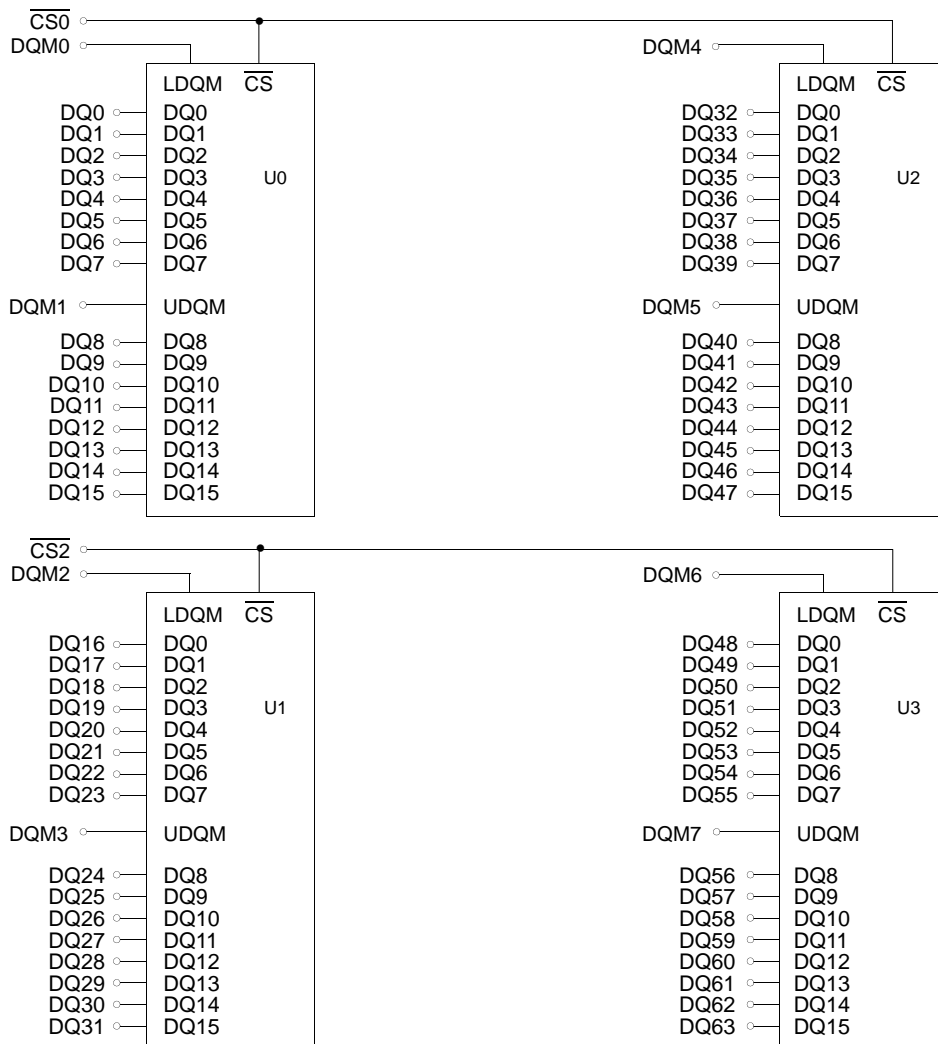 CS0
DQM0 DQM4
LDQM CS LDQM CS
DQ0 DQ0 DQ32 DQ0
DQ1 DQ1 DQ33 DQ1
DQ2 DQ2 DQ34 DQ2
DQ3 DQ3 U0 DQ35 DQ3 U2
DQ4 DQ4 DQ36 DQ4
DQ5 DQ5 DQ37 DQ5
DQ6 DQ6 DQ38 DQ6
DQ7 DQ7 DQ39 DQ7
DQM1 UDQM DQM5 UDQM
DQ8 DQ8 DQ40 DQ8
DQ9 DQ9 DQ41 DQ9
DQ10 DQ10 DQ42 DQ10
DQ11 DQ11 DQ43 DQ11
DQ12 DQ12 DQ44 DQ12
DQ13 DQ13 DQ45 DQ13
DQ14 DQ14 DQ46 DQ14
DQ15 DQ15 DQ47 DQ15
CS2
DQM2 DQM6
LDQM CS LDQM CS
DQ16 DQ0 DQ48 DQ0
DQ17 DQ1 DQ49 DQ1
DQ18 DQ2 DQ50 DQ2
DQ19 DQ3 U1 DQ51 DQ3 U3
DQ20 DQ4 DQ52 DQ4
DQ21 DQ5 DQ53 DQ5
DQ22 DQ6 DQ54 DQ6
DQ23 DQ7 DQ55 DQ7
DQM3 UDQM DQM7 UDQM
DQ24 DQ8 DQ56 DQ8
DQ25 DQ9 DQ57 DQ9
DQ26 DQ10 DQ58 DQ10
DQ27 DQ11 DQ59 DQ11
DQ28 DQ12 DQ60 DQ12
DQ29 DQ13 DQ61 DQ13
DQ30 DQ14 DQ62 DQ14
DQ31 DQ15 DQ63 DQ15